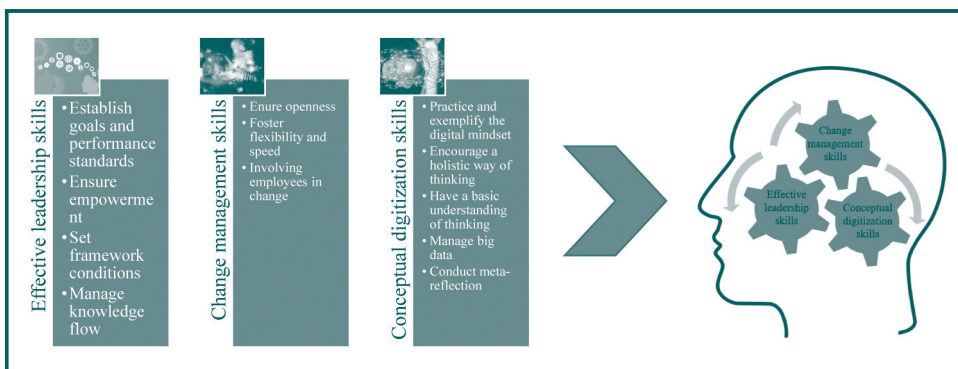 Effective leadership skills
• Establish
goals and
performance
standards
• Ensure
empowerme
nt
• Set
framework
conditions
• Manage
knowledge
flow
Change management skills
• Enure openness
• Foster
flexibility and
speed
• Involving
employees in
change
Conceptual digitization skills
• Practice and
exemplify the
digital mindset
• Encourage a
holistic way of
thinking
• Have a basic
understanding
of thinking
• Manage big
data
• Conduct meta-
reflection
Change
management
skills
Effective
leadership
skills
Conceptual
digitization
skills